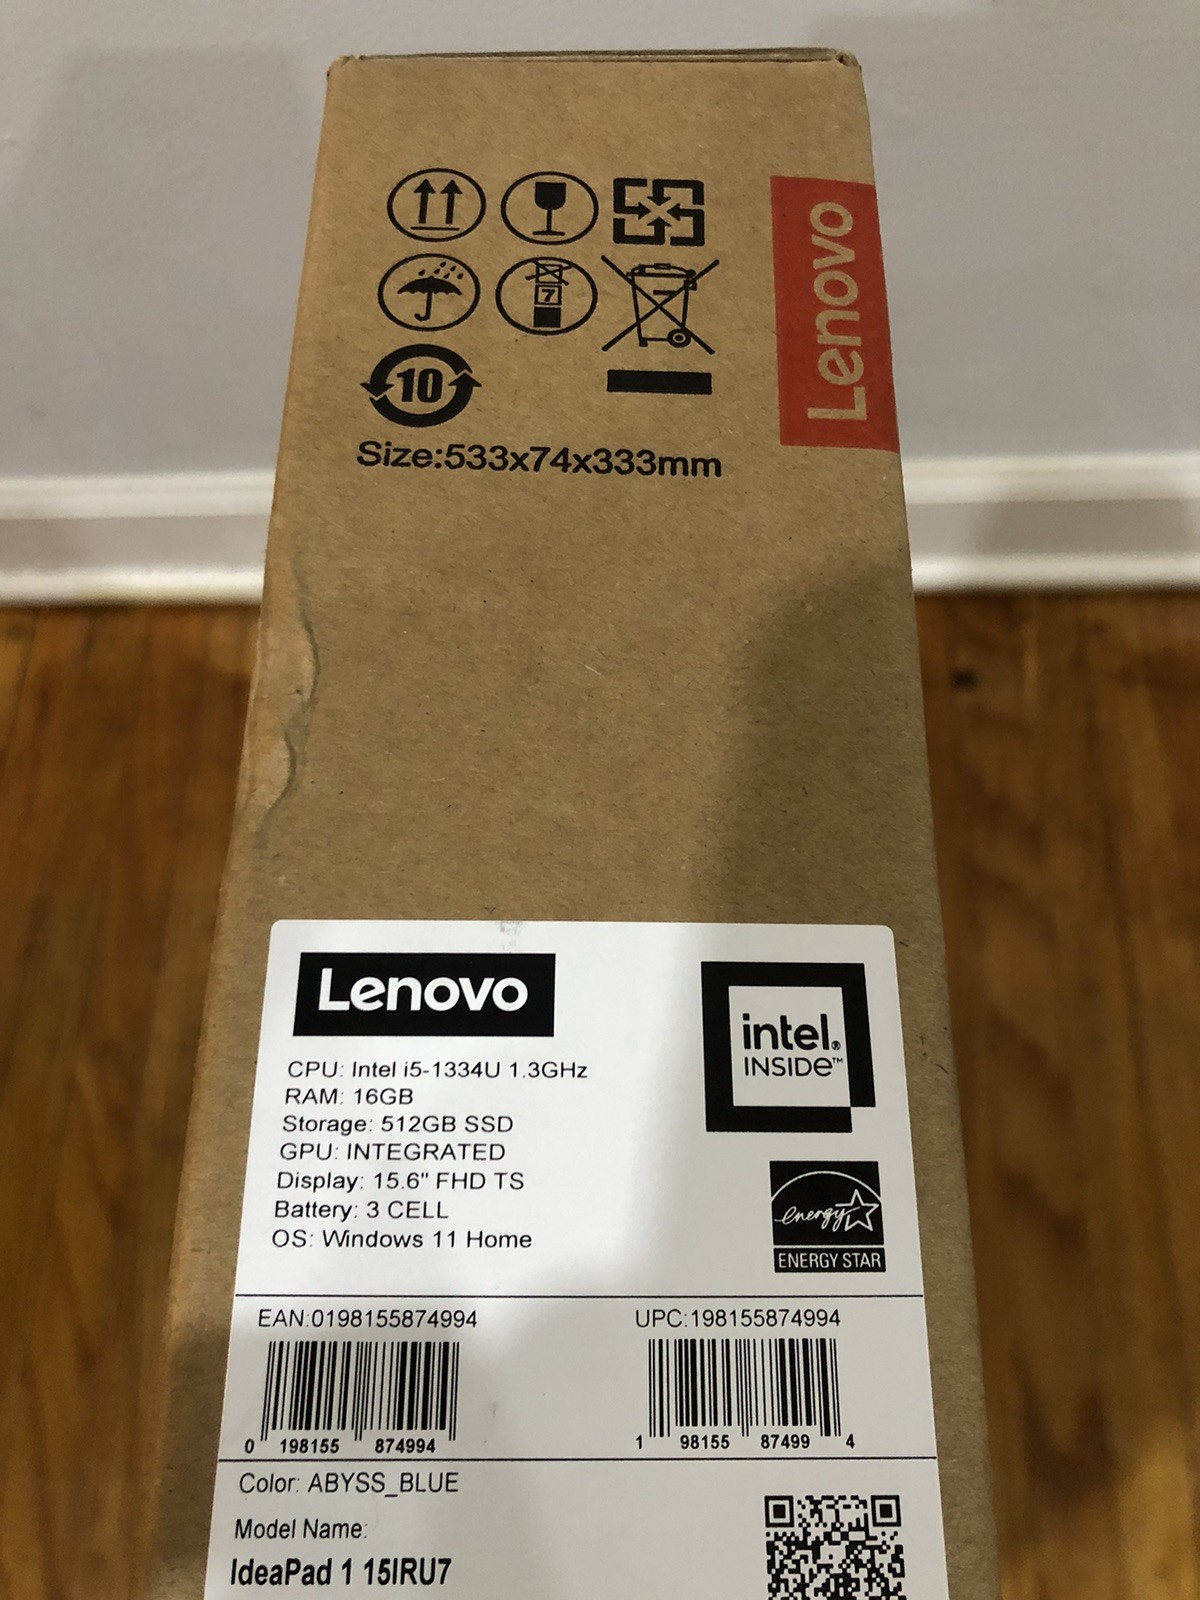 Lenovo
7
10
Size:533x74x333mm
Lenovo
intel.
INSIDE™
CPU: Intel i5-1334U 1.3GHz
RAM: 16GB
Storage: 512GB SSD
GPU: INTEGRATED
Display: 15.6" FHD TS
Battery: 3 CELL
OS: Windows 11 Home
energy
ENERGY STAR
EAN:0198155874994
UPC:198155874994
0 198155 874994
1 98155 87499 4
Color: ABYSS_BLUE
Model Name:
IdeaPad 1 15IRU7